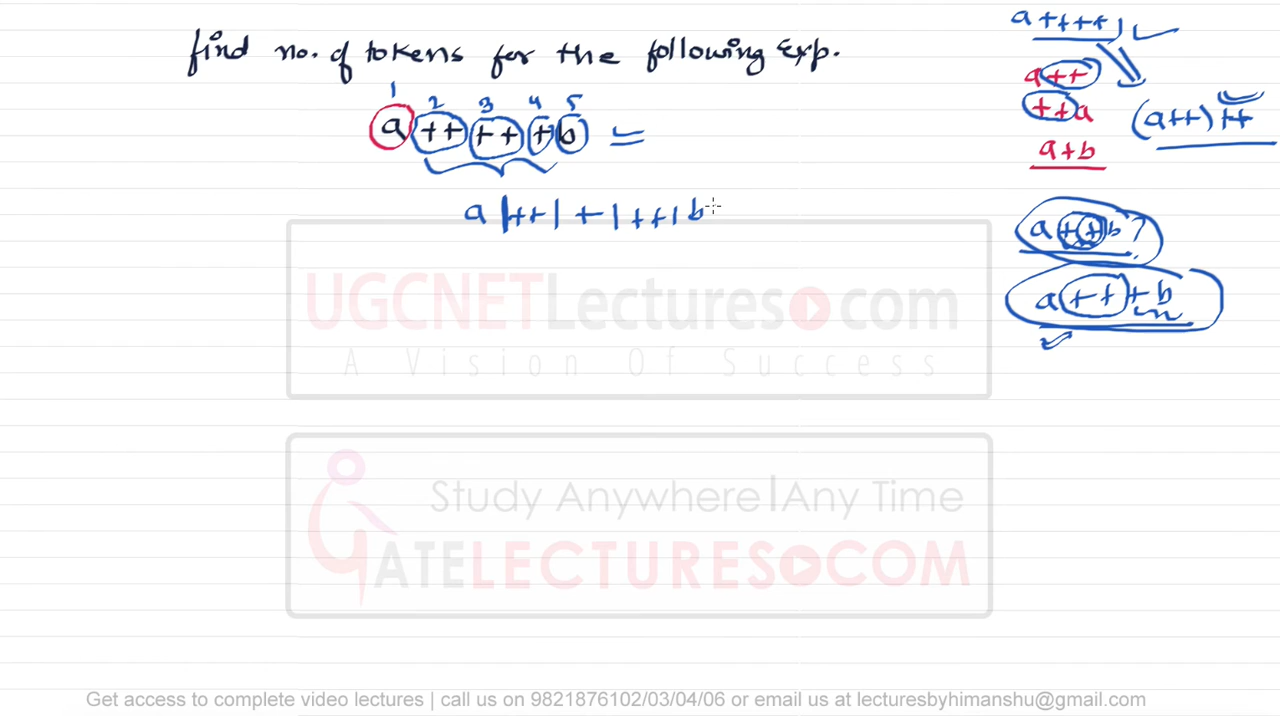 find no. of tokens for the following Exp.
1 2 3 4 5
a ++ ++ + b
a |++| + |++| b
a++++|
a++
++a
a+b
(a++)++
a++b?
a+++b
UGCNETLectures.com
A Vision Of Success
Study Anywhere|Any Time
GATELECTURES.COM
Get access to complete video lectures | call us on 9821876102/03/04/06 or email us at lecturesbyhimanshu@gmail.com